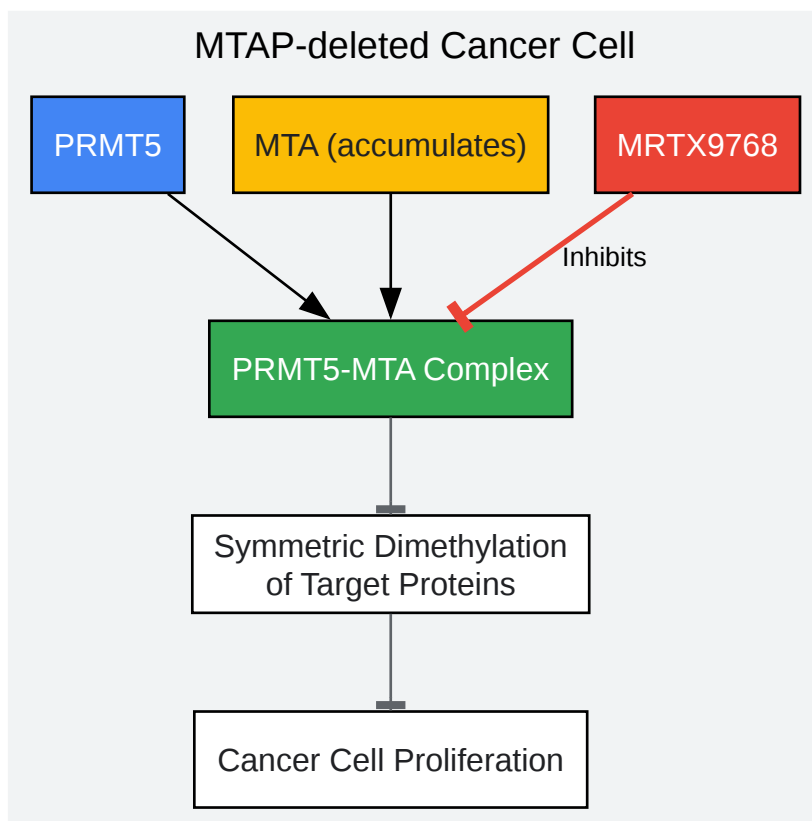 MTAP-deleted Cancer Cell
PRMT5
MTA (accumulates)
MRTX9768
Inhibits
PRMT5-MTA Complex
Symmetric Dimethylation
of Target Proteins
Cancer Cell Proliferation